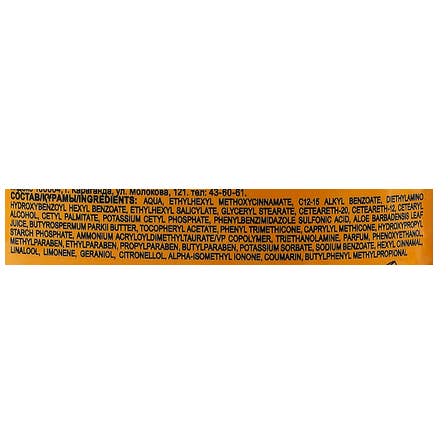 г. Караганда, ул. Молокова, 121. тел: 43-60-61.
СОСТАВ/ҚҰРАМЫ/INGREDIENTS: AQUA, ETHYLHEXYL METHOXYCINNAMATE, C12-15 ALKYL BENZOATE, DIETHYLAMINO
HYDROXYBENZOYL HEXYL BENZOATE, ETHYLHEXYL SALICYLATE, GLYCERYL STEARATE, CETEARETH-20, CETEARETH-12, CETEARYL
ALCOHOL, CETYL PALMITATE, POTASSIUM CETYL PHOSPHATE, PHENYLBENZIMIDAZOLE SULFONIC ACID, ALOE BARBADENSIS LEAF
JUICE, BUTYROSPERMUM PARKII BUTTER, TOCOPHERYL ACETATE, PHENYL TRIMETHICONE, CAPRYLYL METHICONE, HYDROXYPROPYL
STARCH PHOSPHATE, AMMONIUM ACRYLOYLDIMETHYLTAURATE/VP COPOLYMER, TRIETHANOLAMINE, PARFUM, PHENOXYETHANOL,
METHYLPARABEN, ETHYLPARABEN, PROPYLPARABEN, BUTYLPARABEN, POTASSIUM SORBATE, SODIUM BENZOATE, HEXYL CINNAMAL,
LINALOOL, LIMONENE, GERANIOL, CITRONELLOL, ALPHA-ISOMETHYL IONONE, COUMARIN, BUTYLPHENYL METHYLPROPIONAL